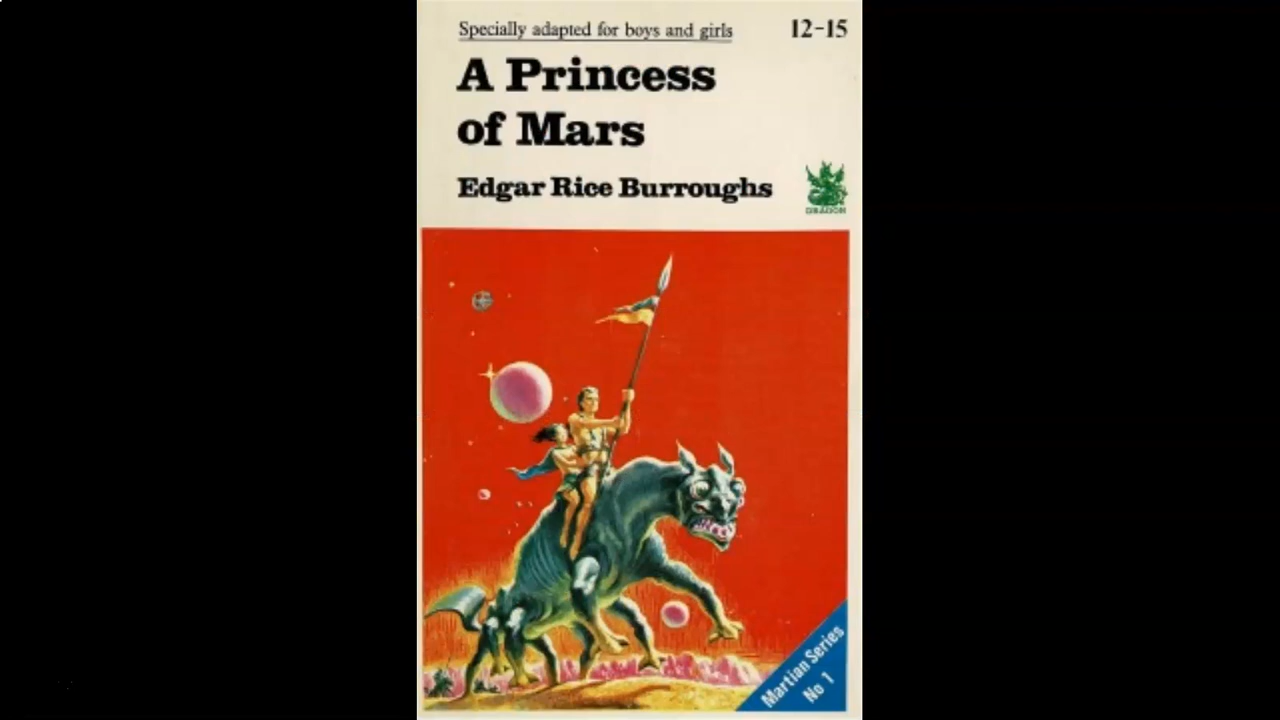 Specially adapted for boys and girls
12-15
A Princess
of Mars
Edgar Rice Burroughs
DRAGON
Martian Series
No 1